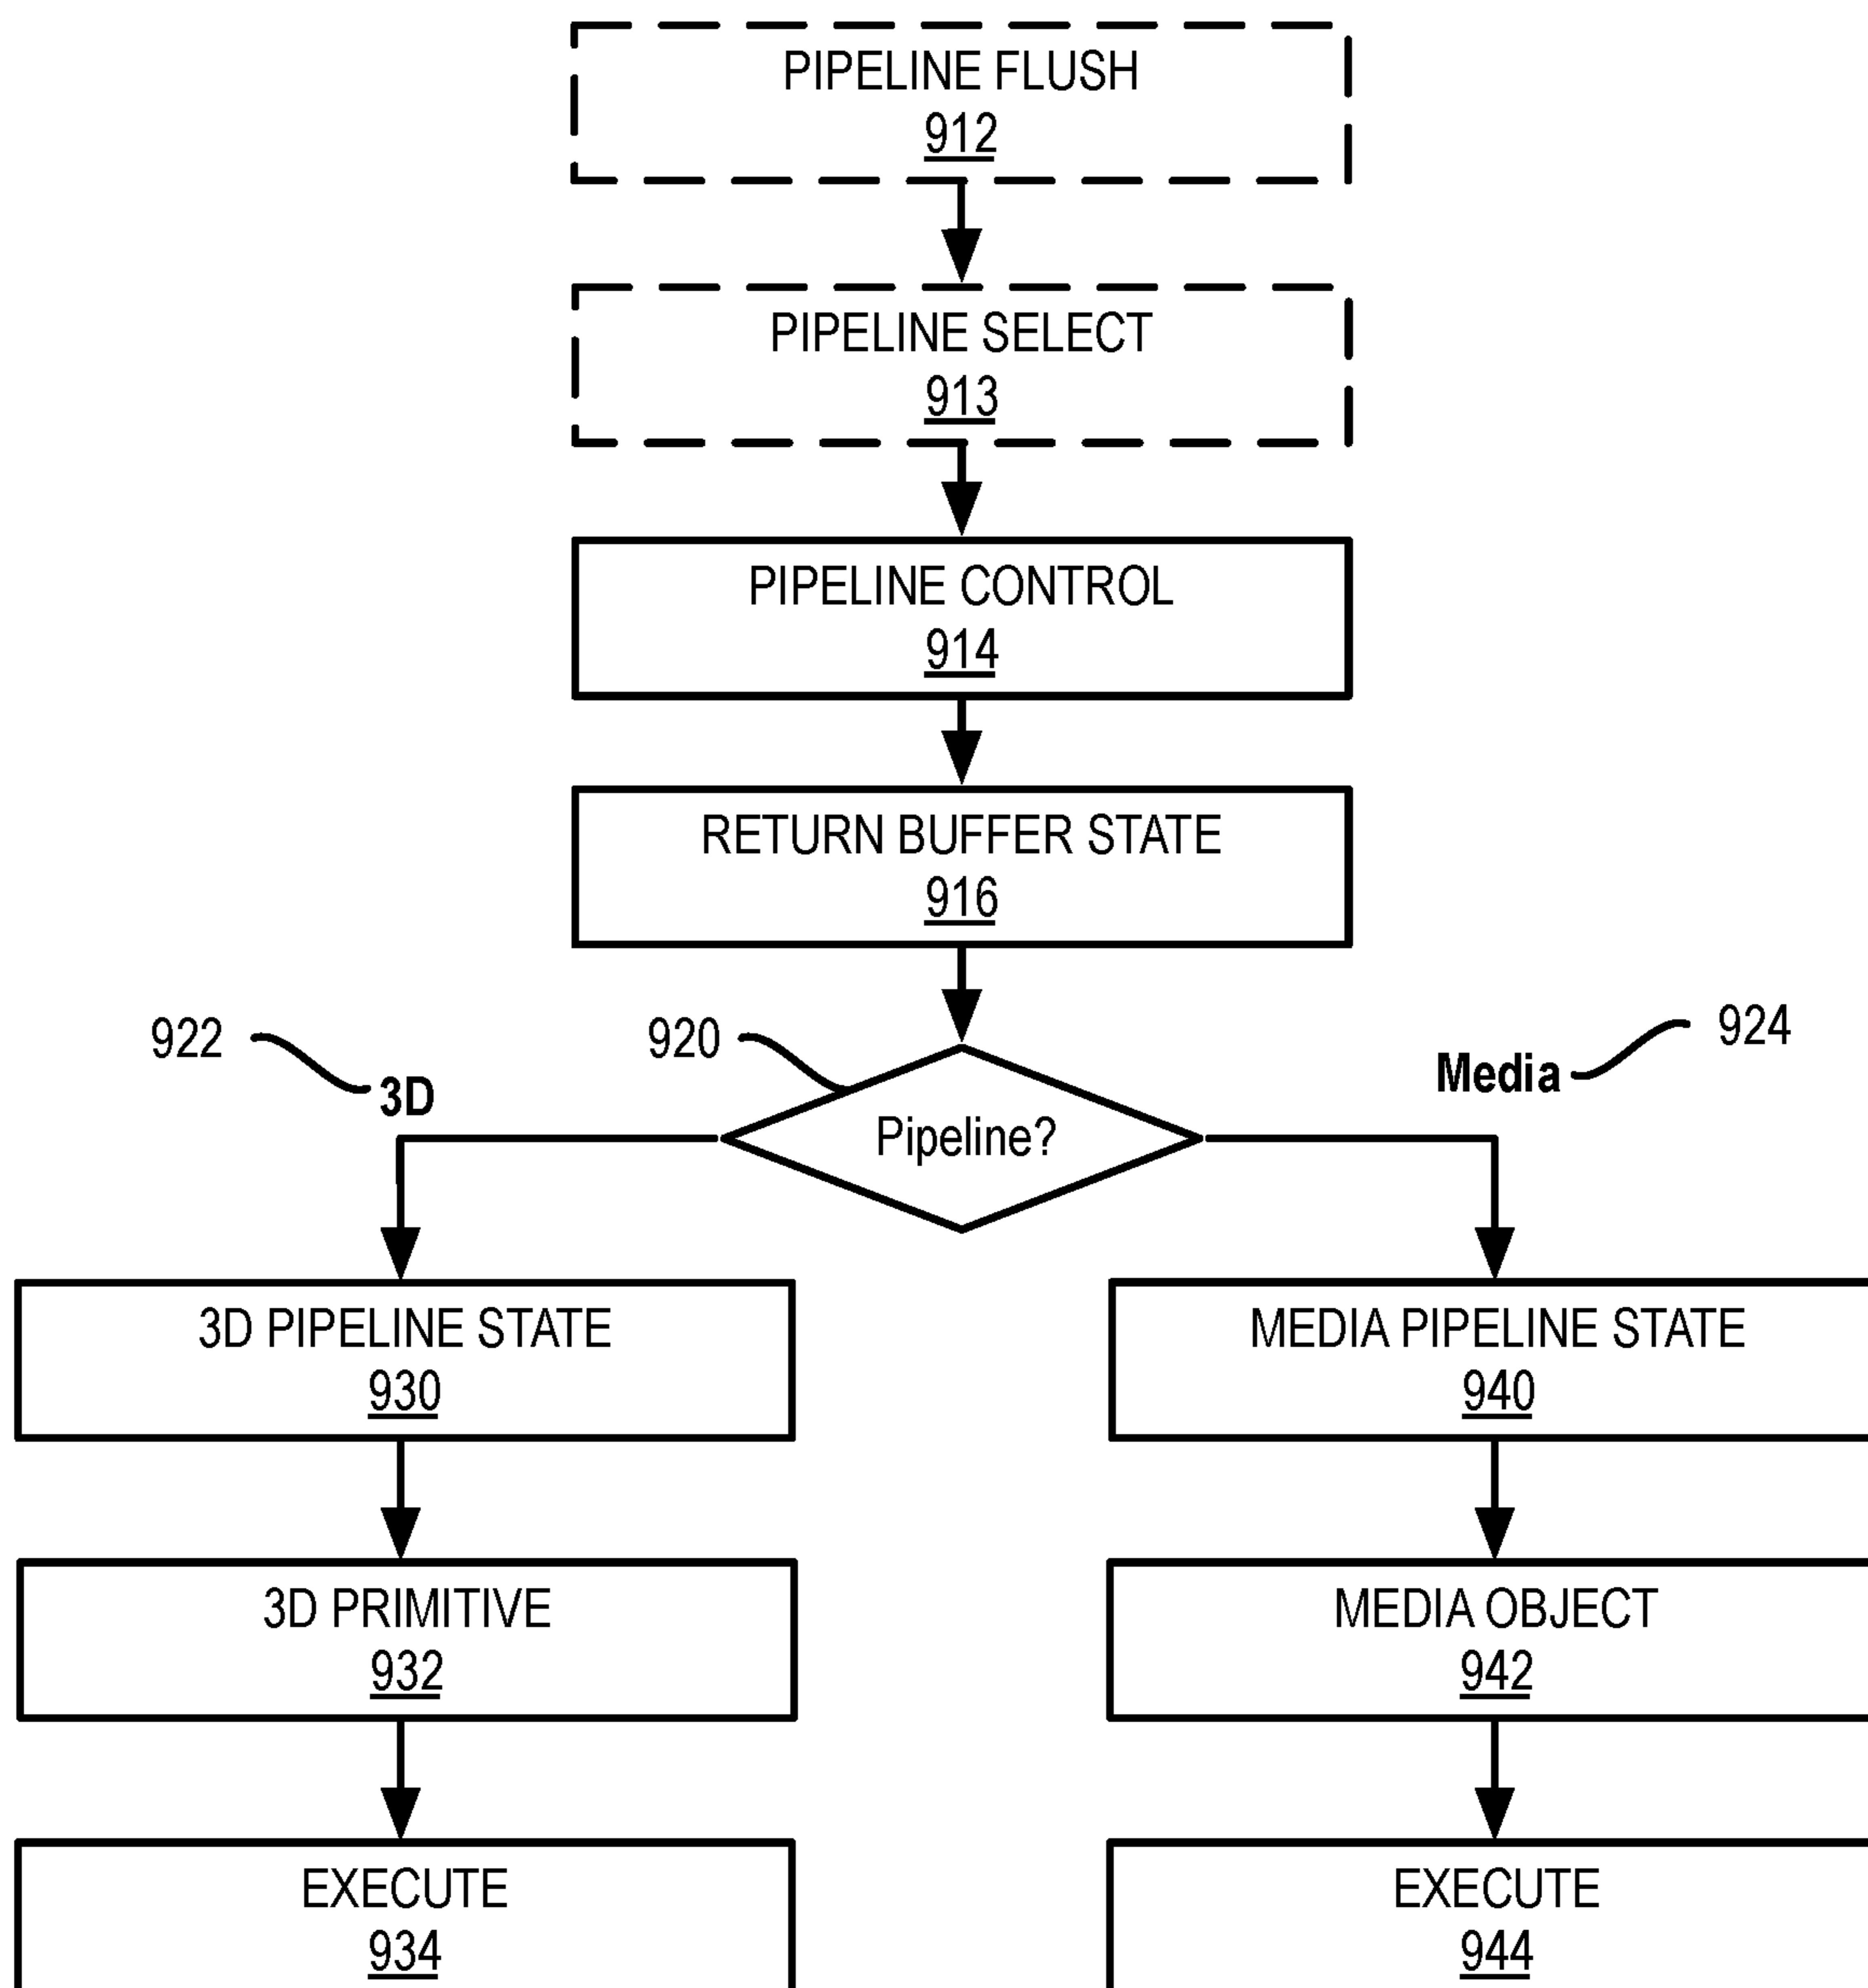 PIPELINE FLUSH
912
PIPELINE SELECT
913
PIPELINE CONTROL
914
RETURN BUFFER STATE
916
922
920
924
3D
Media
Pipeline?
3D PIPELINE STATE
930
MEDIA PIPELINE STATE
940
3D PRIMITIVE
932
MEDIA OBJECT
942
EXECUTE
934
EXECUTE
944